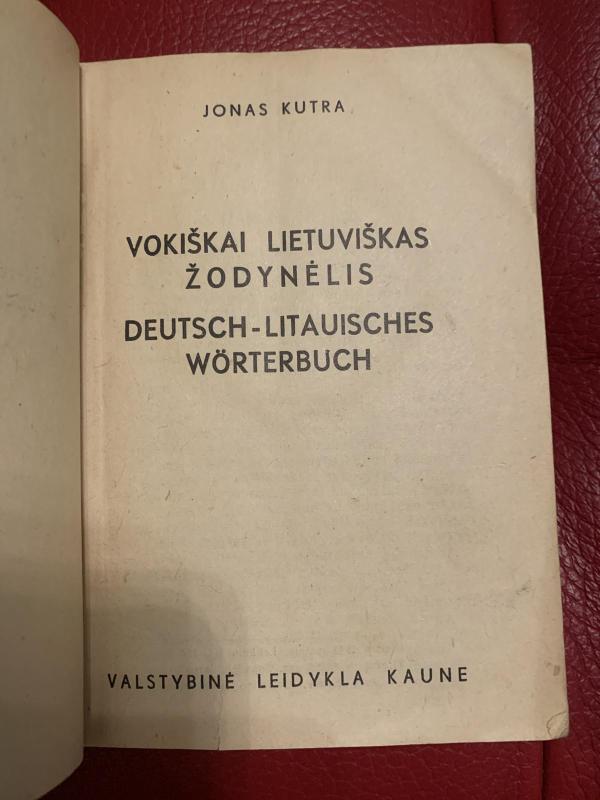 JONAS KUTRA
VOKIŠKAI LIETUVIŠKAS
ŽODYNĖLIS
DEUTSCH-LITAUISCHES
WÖRTERBUCH
VALSTYBINĖ LEIDYKLA KAUNE